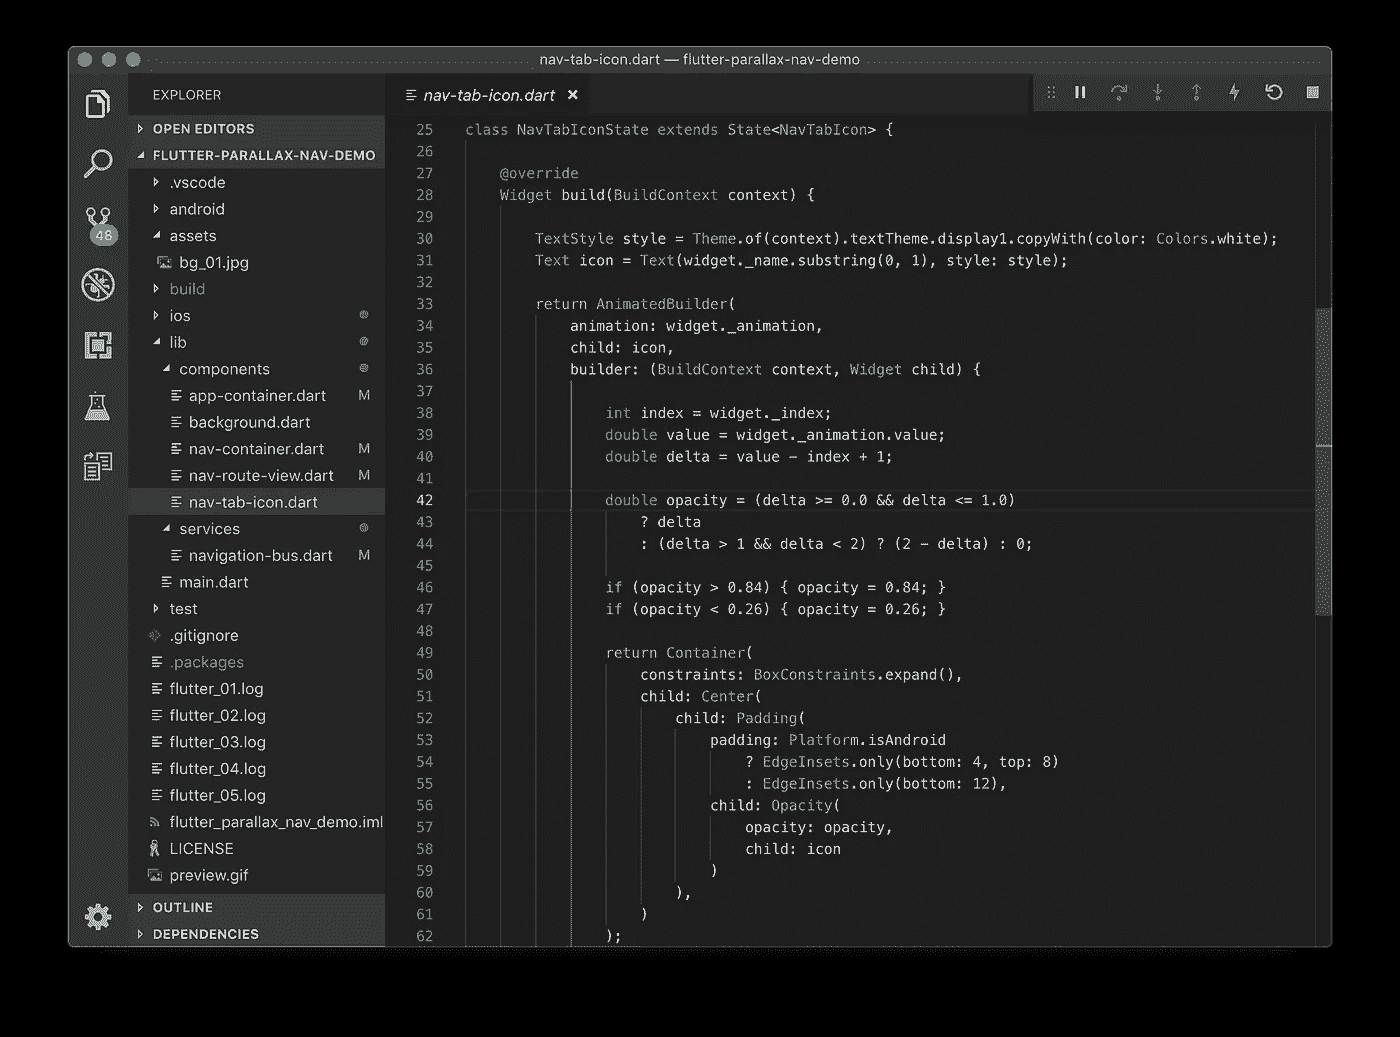 nav-tab-icon.dart — flutter-parallax-nav-demo
EXPLORER
OPEN EDITORS
FLUTTER-PARALLAX-NAV-DEMO
.vscode
android
assets
bg_01.jpg
build
ios
lib
components
app-container.dart M
background.dart
nav-container.dart M
nav-route-view.dart M
nav-tab-icon.dart
services
navigation-bus.dart M
main.dart
test
.gitignore
.packages
flutter_01.log
flutter_02.log
flutter_03.log
flutter_04.log
flutter_05.log
flutter_parallax_nav_demo.iml
LICENSE
preview.gif
OUTLINE
DEPENDENCIES
48
nav-tab-icon.dart
25 class NavTabIconState extends State<NavTabIcon> {
26
27 @override
28 Widget build(BuildContext context) {
29
30 TextStyle style = Theme.of(context).textTheme.display1.copyWith(color: Colors.white);
31 Text icon = Text(widget._name.substring(0, 1), style: style);
32
33 return AnimatedBuilder(
34 animation: widget._animation,
35 child: icon,
36 builder: (BuildContext context, Widget child) {
37
38 int index = widget._index;
39 double value = widget._animation.value;
40 double delta = value - index + 1;
41
42 double opacity = (delta >= 0.0 && delta <= 1.0)
43 ? delta
44 : (delta > 1 && delta < 2) ? (2 - delta) : 0;
45
46 if (opacity > 0.84) { opacity = 0.84; }
47 if (opacity < 0.26) { opacity = 0.26; }
48
49 return Container(
50 constraints: BoxConstraints.expand(),
51 child: Center(
52 child: Padding(
53 padding: Platform.isAndroid
54 ? EdgeInsets.only(bottom: 4, top: 8)
55 : EdgeInsets.only(bottom: 12),
56 child: Opacity(
57 opacity: opacity,
58 child: icon
59 )
60 ),
61 )
62 );